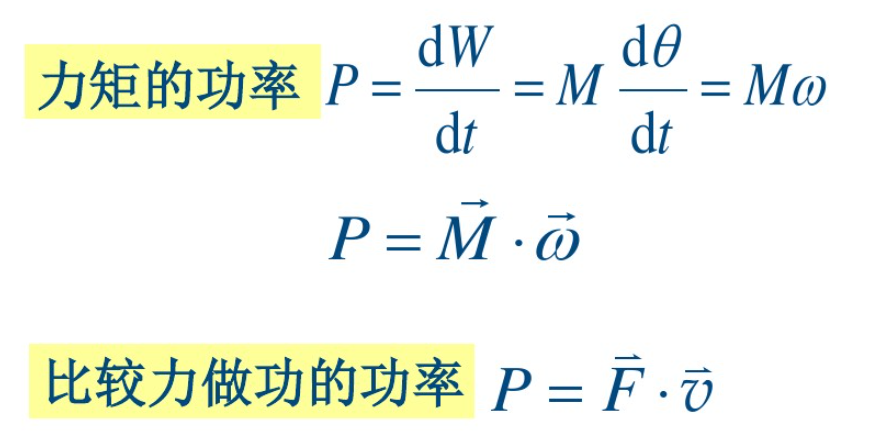 力矩的功率 P = dW/dt = M dθ/dt = Mω
P = M⃗ · ω⃗
比较力做功的功率 P = F⃗ · v⃗